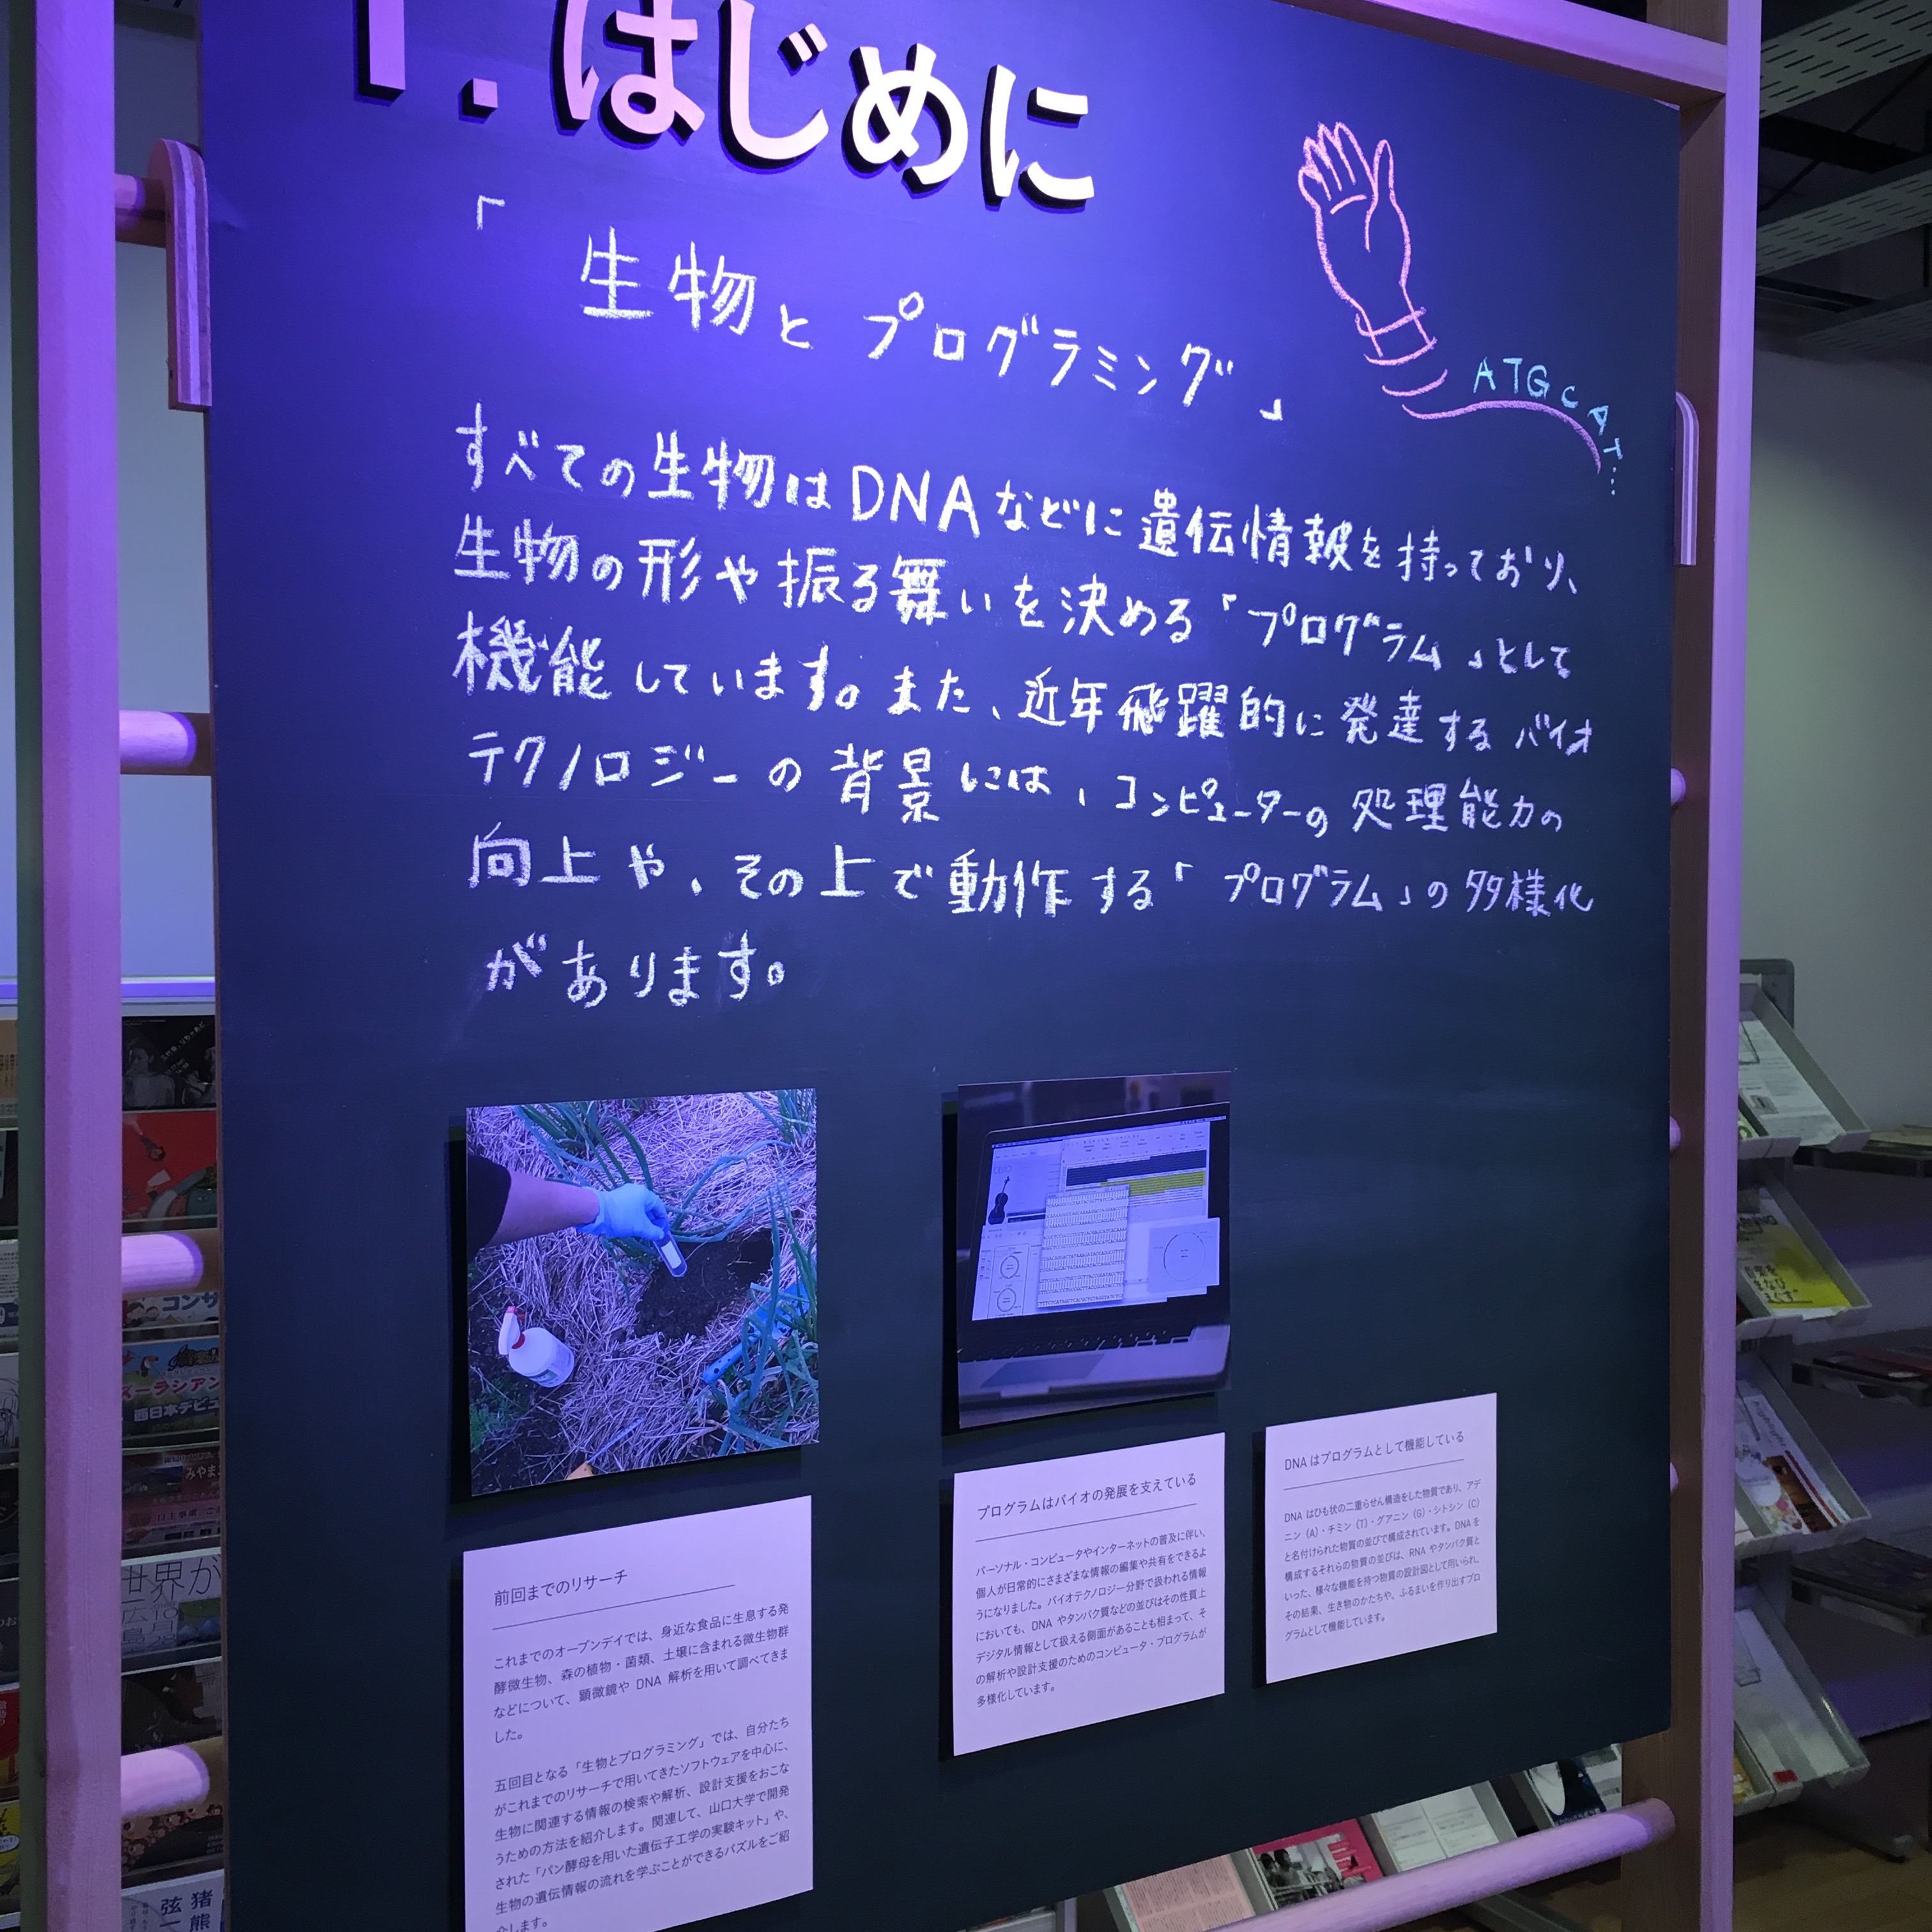 1. はじめに
「生物とプログラミング」
ATGCAT...
すべての生物はDNAなどに遺伝情報を持っており、
生物の形や振る舞いを決める「プログラム」として
機能しています。また、近年飛躍的に発達するバイオ
テクノロジーの背景には、コンピューターの処理能力の
向上や、その上で動作する「プログラム」の多様化
があります。
前回までのリサーチ
これまでのオープンデイでは、身近な食品に生息する発
酵微生物、森の植物・菌類、土壌に含まれる微生物群
などについて、顕微鏡や DNA 解析を用いて調べてきま
した。
五回目となる「生物とプログラミング」では、自分たち
がこれまでのリサーチで用いてきたソフトウェアを中心に、
生物に関連する情報の検索や解析、設計支援をおこな
うための方法を紹介します。関連して、山口大学で開発
された「パン酵母を用いた遺伝子工学の実験キット」や、
生物の遺伝情報の流れを学ぶことができるパズルをご紹
介します。
プログラムはバイオの発展を支えている
パーソナル・コンピュータやインターネットの普及に伴い、
個人が日常的にさまざまな情報の編集や共有をできるよ
うになりました。バイオテクノロジー分野で扱われる情報
においても、DNA やタンパク質などの並びはその性質上
デジタル情報として扱える側面があることも相まって、そ
の解析や設計支援のためのコンピュータ・プログラムが
多様化しています。
DNA はプログラムとして機能している
DNA はひも状の二重らせん構造をした物質であり、アデ
ニン（A）・チミン（T）・グアニン（G）・シトシン（C）
と名付けられた物質の並びで構成されています。DNA を
構成するそれらの物質の並びは、RNA やタンパク質と
いった、様々な機能を持つ物質の設計図として用いられ、
その結果、生き物のかたちや、ふるまいを作り出すプロ
グラムとして機能しています。
コンサ
ズーラシアン
西日本デビュ
みやま
世界が
広
島
猪熊
弦一